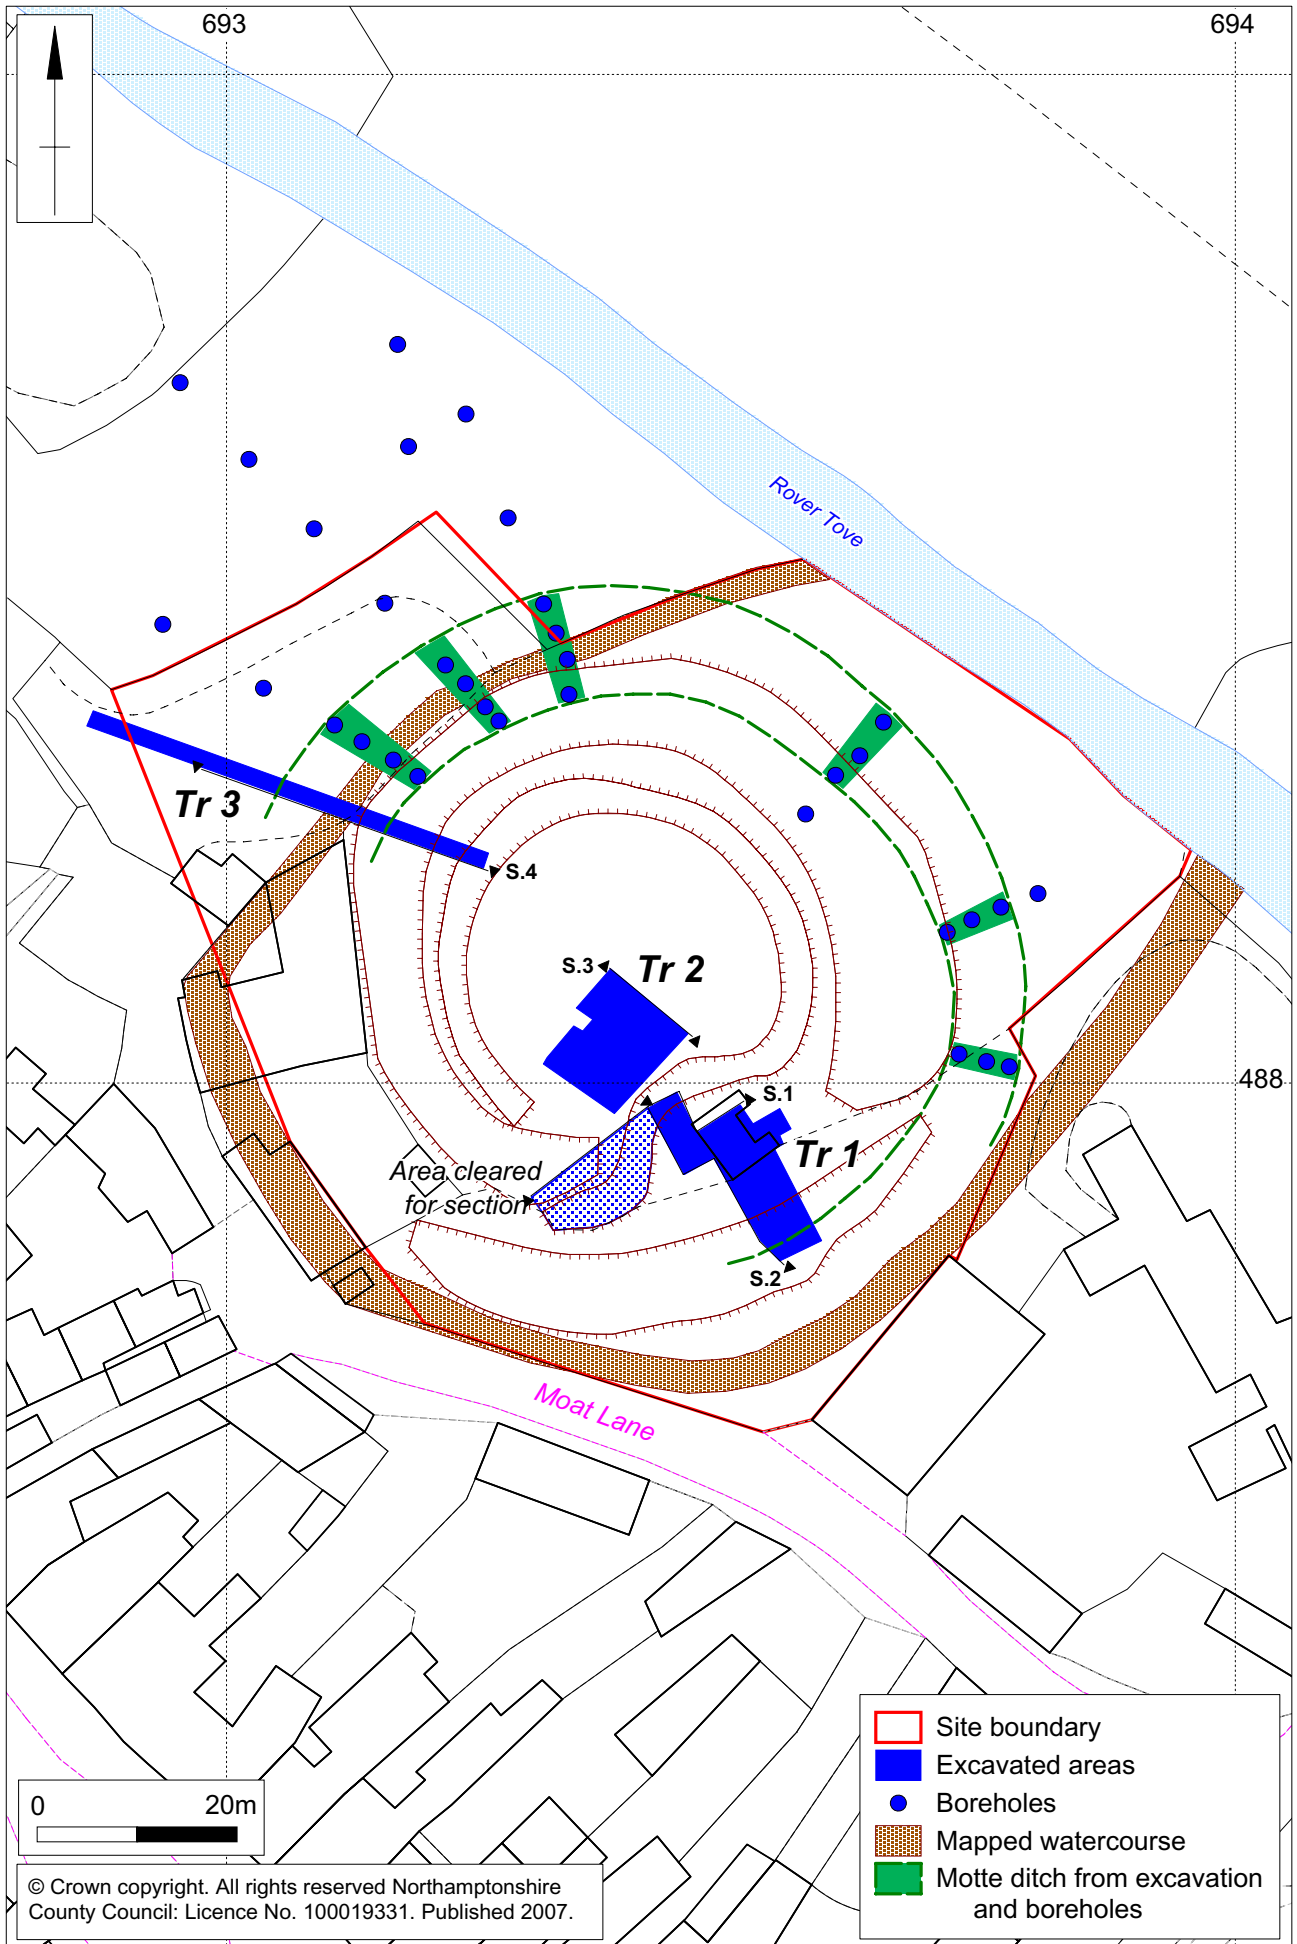 693
694
Rover Tove
Tr 3
S.4
S.3
Tr 2
488
S.1
Tr 1
Area cleared
for section
S.2
Moat Lane
Site boundary
Excavated areas
Boreholes
Mapped watercourse
Motte ditch from excavation
and boreholes
0 20m
© Crown copyright. All rights reserved Northamptonshire
County Council: Licence No. 100019331. Published 2007.